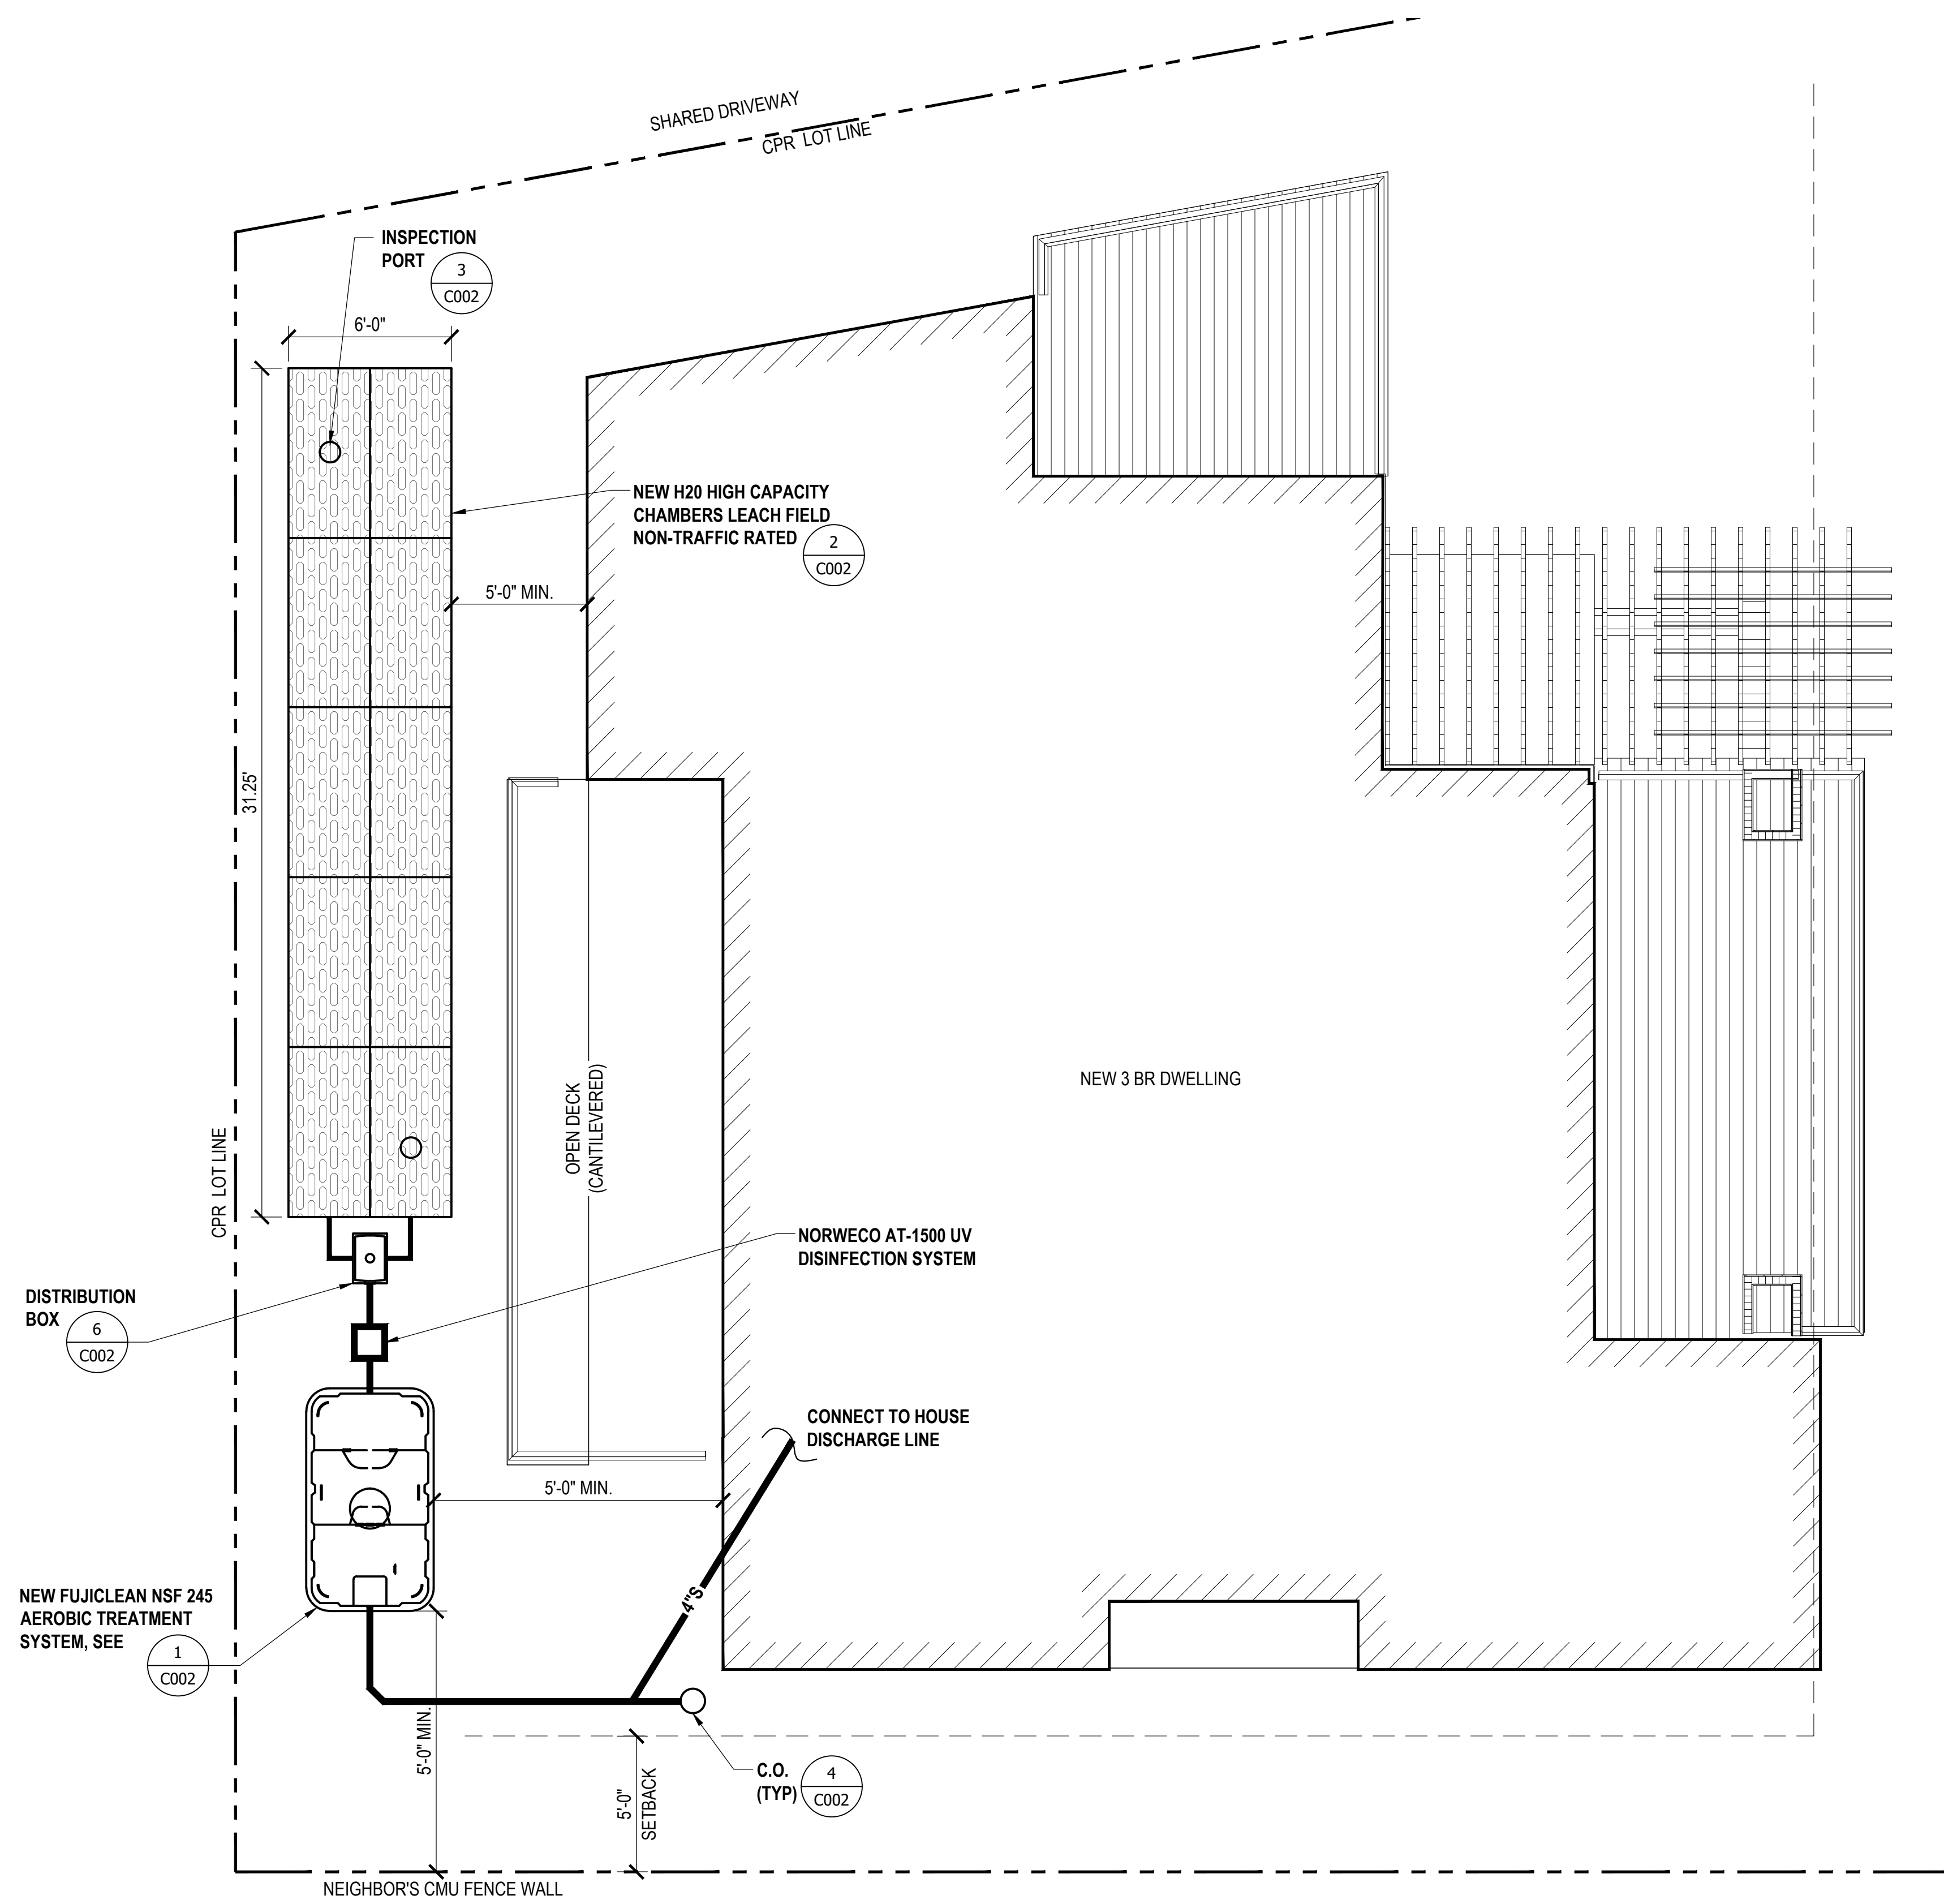 SHARED DRIVEWAY
CPR LOT LINE
INSPECTION
PORT
3
C002
6'-0"
NEW H20 HIGH CAPACITY
CHAMBERS LEACH FIELD
NON-TRAFFIC RATED
2
C002
5'-0" MIN.
31.25'
CPR LOT LINE
OPEN DECK
(CANTILEVERED)
NEW 3 BR DWELLING
NORWECO AT-1500 UV
DISINFECTION SYSTEM
DISTRIBUTION
BOX
6
C002
CONNECT TO HOUSE
DISCHARGE LINE
5'-0" MIN.
4"S
NEW FUJICLEAN NSF 245
AEROBIC TREATMENT
SYSTEM, SEE
1
C002
5'-0" MIN.
C.O.
(TYP)
4
C002
5'-0"
SETBACK
NEIGHBOR'S CMU FENCE WALL